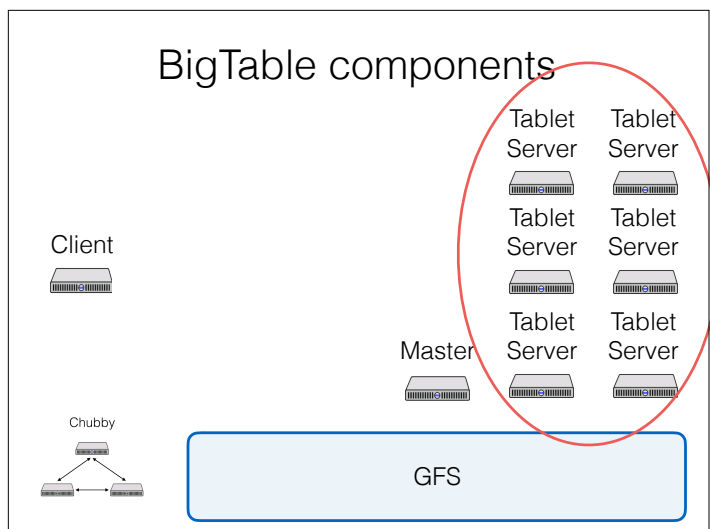 BigTable components
Tablet
Server
Tablet
Server
Client
Tablet
Server
Tablet
Server
Master
Tablet
Server
Tablet
Server
Chubby
GFS